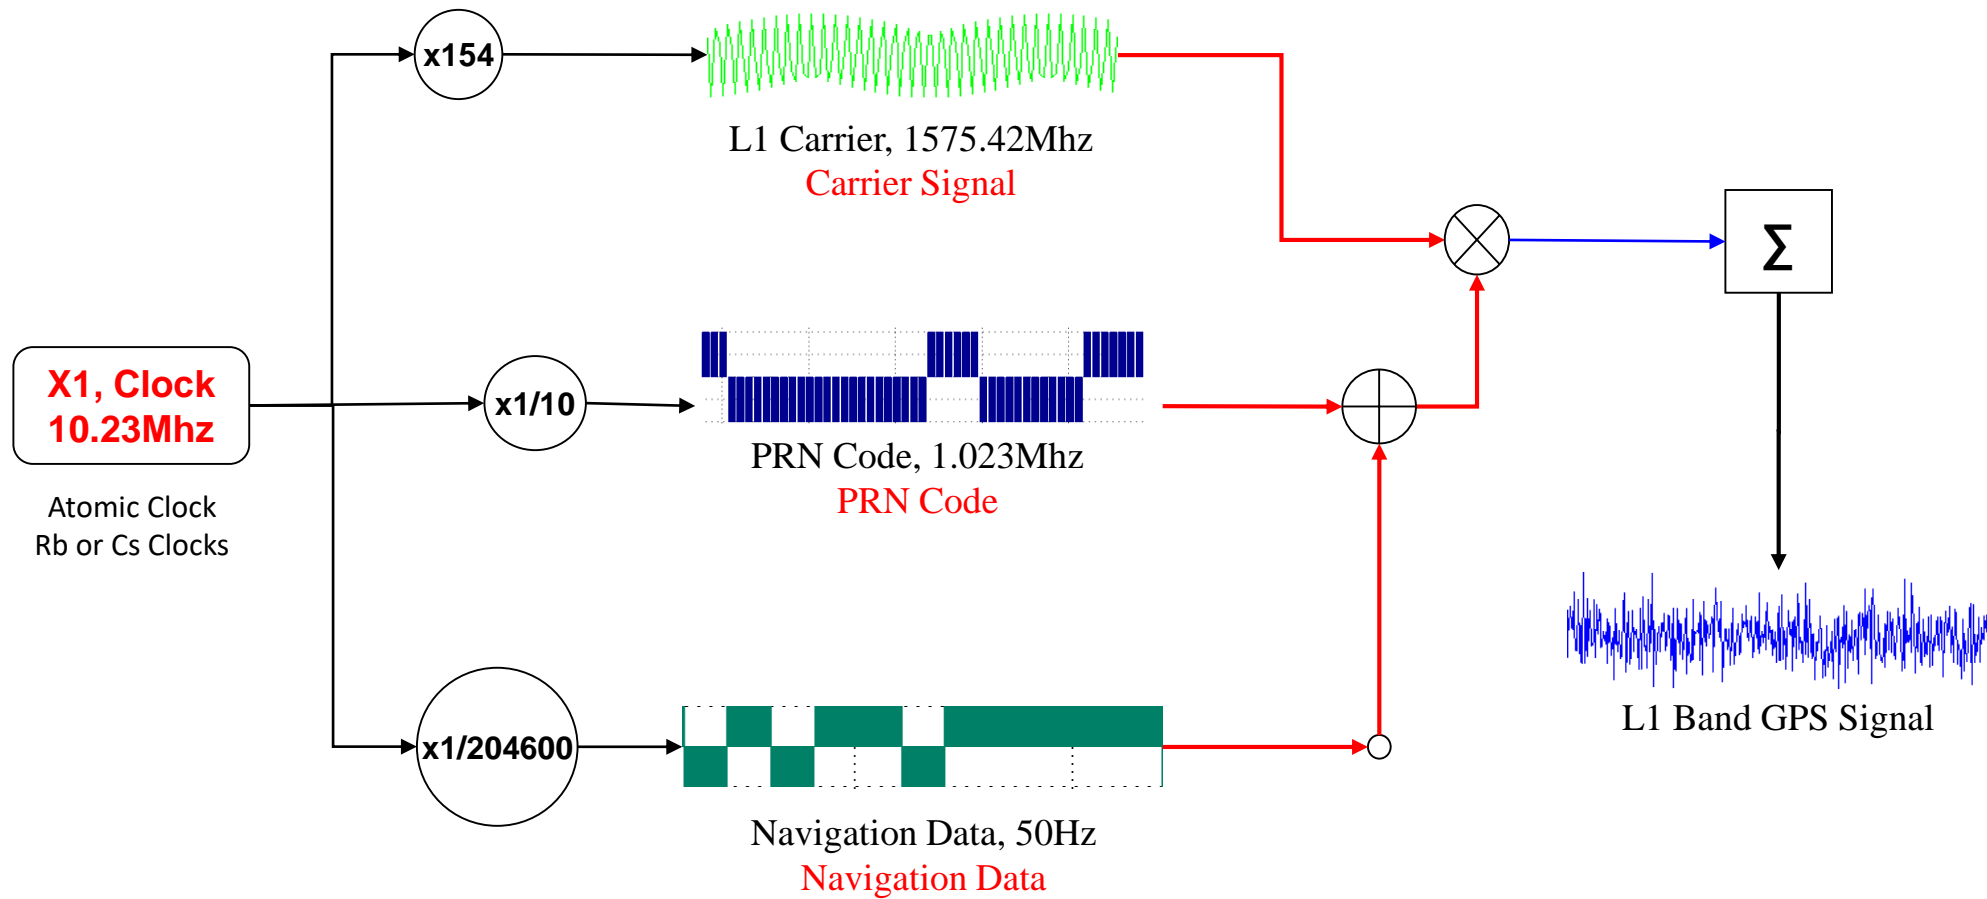 x154
L1 Carrier, 1575.42Mhz
Carrier Signal
Σ
X1, Clock
10.23Mhz
x1/10
PRN Code, 1.023Mhz
PRN Code
Atomic Clock
Rb or Cs Clocks
x1/204600
L1 Band GPS Signal
Navigation Data, 50Hz
Navigation Data